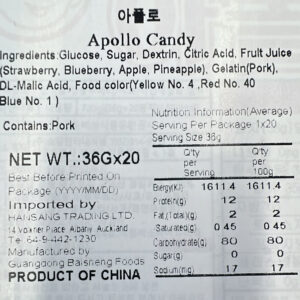 아폴로
Apollo Candy
Ingredients:Glucose, Sugar, Dextrin, Citric Acid, Fruit Juice
(Strawberry, Blueberry, Apple, Pineapple), Gelatin(Pork),
DL-Malic Acid, Food color(Yellow No. 4 ,Red No. 40
Blue No. 1 )
Nutrition Information(Average)
Contains:Pork
Serving Per Package 1x20
Serving Size 36g
NET WT.:36Gx20
Q'ty per
Q'ty per 100g
Best Before Printed On
Package (YYYY/MM/DD)
Energy(KJ) 1611.4 1611.4
Imported by
Protein(g) 12 12
HANSANG TRADING LTD.
Fat,(Total)(g) 2 2
14 Place Albany Auckland
Saturated(g) 0.45 0.45
Tel 64-9-442-1230
Carbohydrate(g) 80 80
Manufactured by
Sugar(g) 0 0
Guangdong Baisheng Foods
Sodium(mg) 17 17
PRODUCT OF CHINA